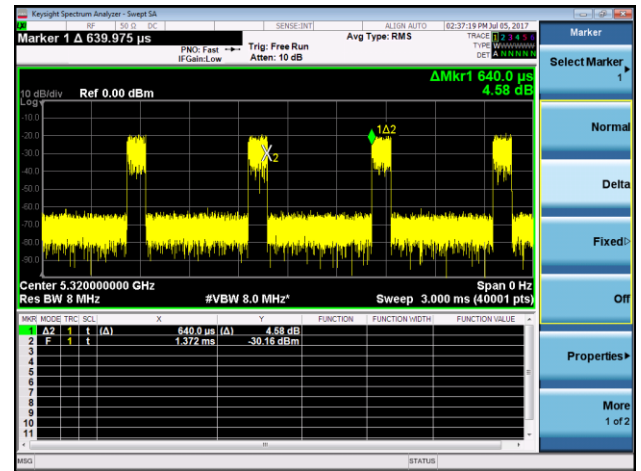 Keysight Spectrum Analyzer - Swept SA
RF 50 Ω DC SENSE:INT ALIGN AUTO 02:37:19 PM Jul 05, 2017
Marker 1 Δ 639.975 µs
PNO: Fast
IFGain:Low
Trig: Free Run
Atten: 10 dB
Avg Type: RMS
TRACE 1 2 3 4 5 6
TYPE WWWWWW
DET A N N N N N
ΔMkr1 640.0 µs
4.58 dB
10 dB/div Ref 0.00 dBm
Log
-10.0
-20.0
-30.0
-40.0
-50.0
-60.0
-70.0
-80.0
-90.0
X2
1Δ2
Center 5.320000000 GHz Span 0 Hz
Res BW 8 MHz #VBW 8.0 MHz* Sweep 3.000 ms (40001 pts)
MKR MODE TRC SCL X Y FUNCTION FUNCTION WIDTH FUNCTION VALUE
1 Δ2 1 t (Δ) 640.0 µs (Δ) 4.58 dB
2 F 1 t 1.372 ms -30.16 dBm
3
4
5
6
7
8
9
10
11
MSG STATUS
Marker
Select Marker
1
Normal
Delta
Fixed
Off
Properties
More
1 of 2